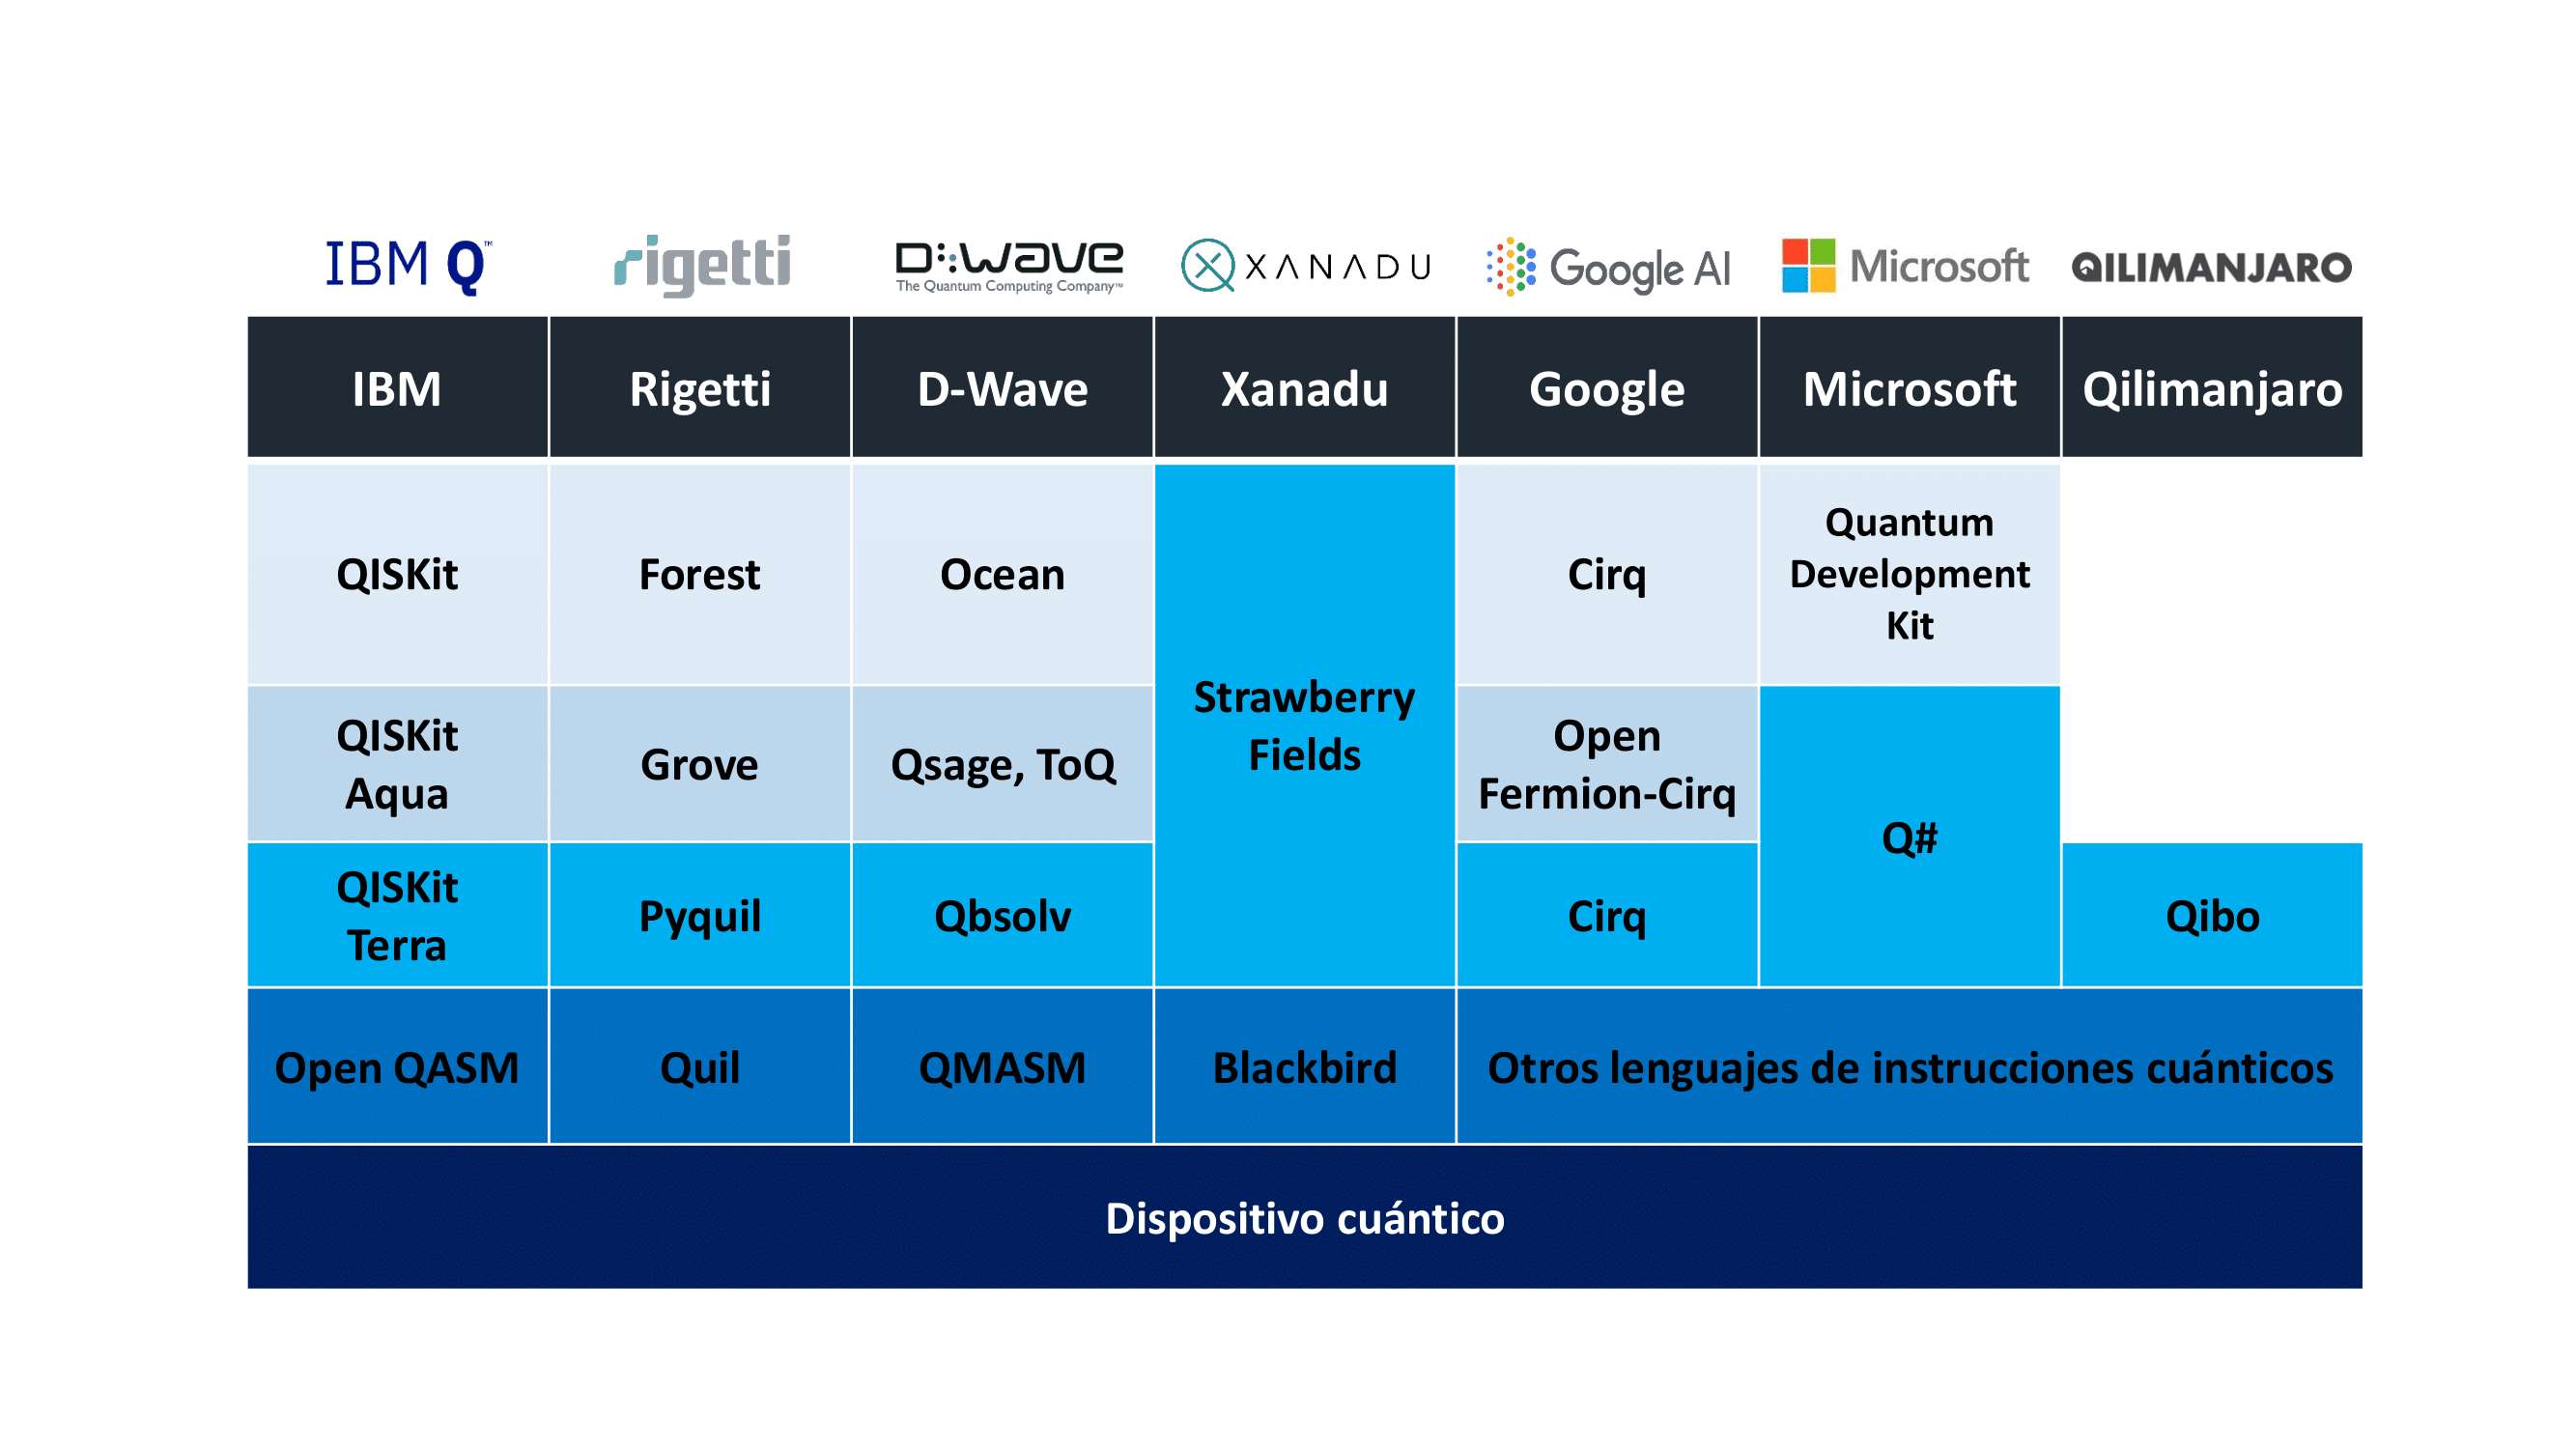 IBM Q™
rigetti
D:Wave
The Quantum Computing Company™
XANADU
Google AI
Microsoft
QILIMANJARO
IBM
Rigetti
D-Wave
Xanadu
Google
Microsoft
Qilimanjaro
QISKit
Forest
Ocean
Strawberry
Fields
Cirq
Quantum
Development
Kit
QISKit
Aqua
Grove
Qsage, ToQ
Open
Fermion-Cirq
Q#
QISKit
Terra
Pyquil
Qbsolv
Cirq
Qibo
Open QASM
Quil
QMASM
Blackbird
Otros lenguajes de instrucciones cuánticos
Dispositivo cuántico